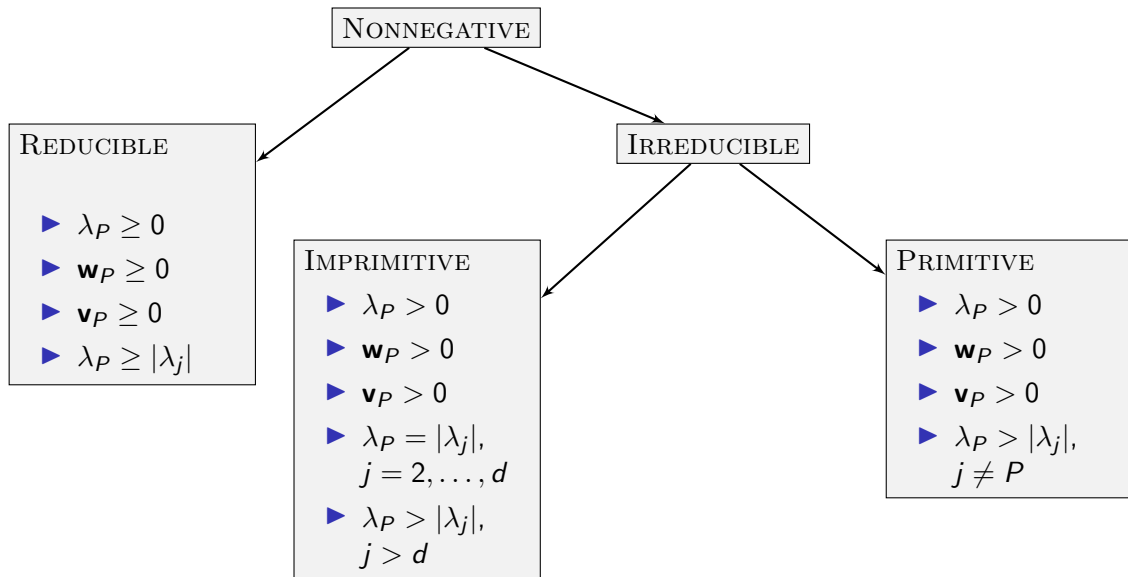 NONNEGATIVE
REDUCIBLE
▶ λ_P ≥ 0
▶ w_P ≥ 0
▶ v_P ≥ 0
▶ λ_P ≥ |λ_j|
IRREDUCIBLE
IMPRIMITIVE
▶ λ_P > 0
▶ w_P > 0
▶ v_P > 0
▶ λ_P = |λ_j|,
j = 2, . . . , d
▶ λ_P > |λ_j|,
j > d
PRIMITIVE
▶ λ_P > 0
▶ w_P > 0
▶ v_P > 0
▶ λ_P > |λ_j|,
j ≠ P